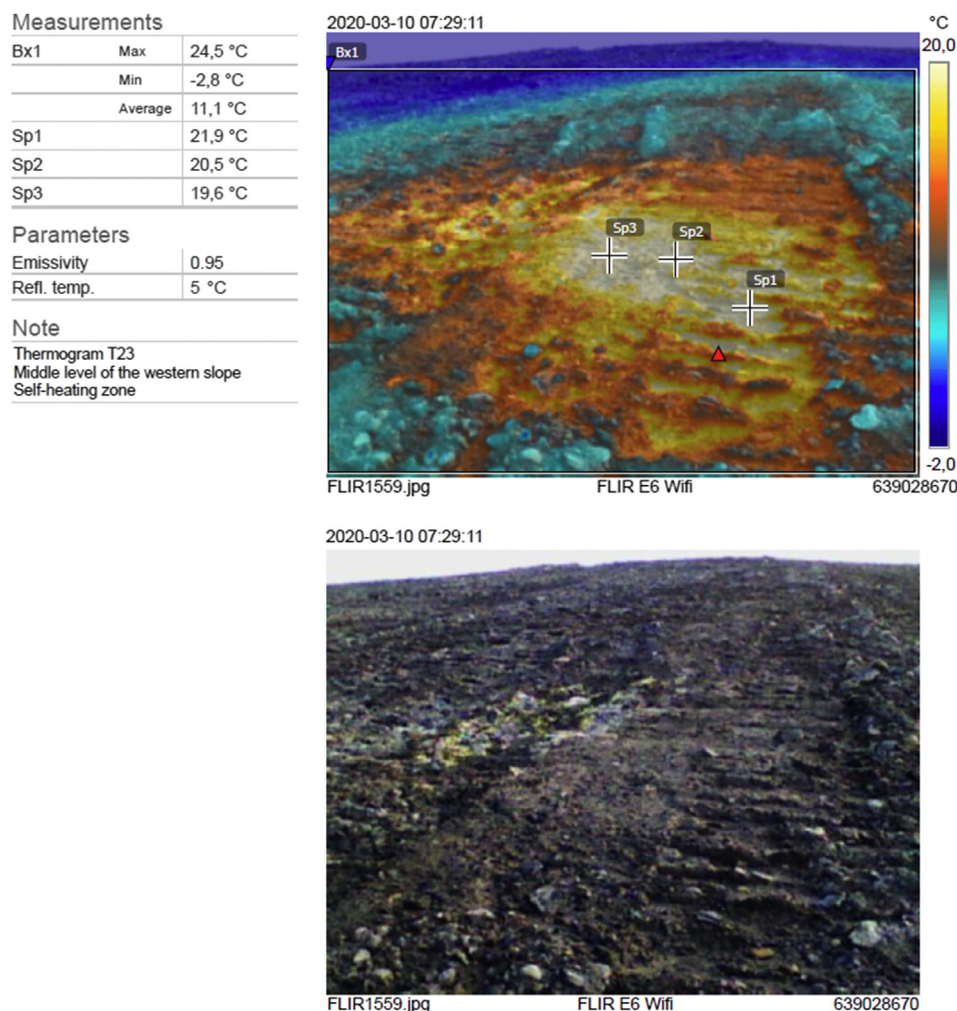 Measurements
Bx1 Max 24,5 °C
Min -2,8 °C
Average 11,1 °C
Sp1 21,9 °C
Sp2 20,5 °C
Sp3 19,6 °C
Parameters
Emissivity 0.95
Refl. temp. 5 °C
Note
Thermogram T23
Middle level of the western slope
Self-heating zone
2020-03-10 07:29:11
°C
20,0
Bx1
Sp3
Sp2
Sp1
-2,0
FLIR1559.jpg FLIR E6 Wifi 639028670
2020-03-10 07:29:11
FLIR1559.jpg FLIR E6 Wifi 639028670